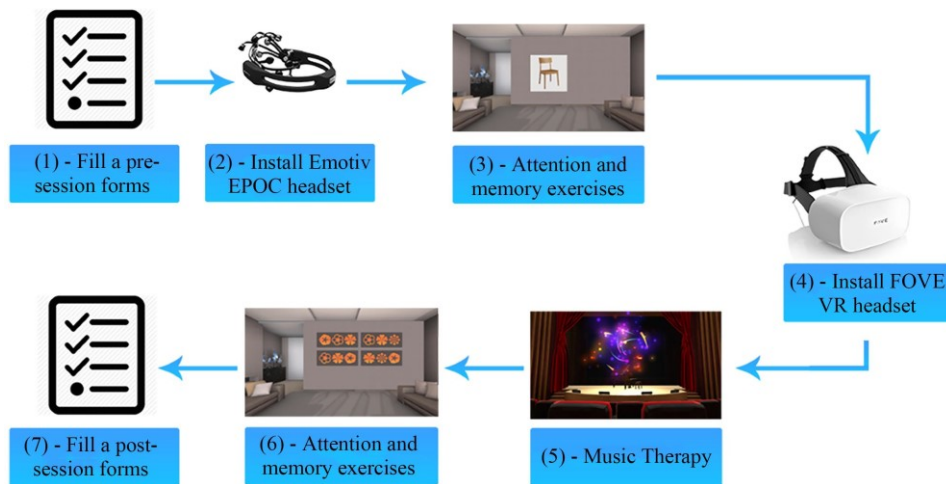 (1) - Fill a pre-
session forms
(2) - Install Emotiv
EPOC headset
(3) - Attention and
memory exercises
FOVE
(4) - Install FOVE
VR headset
(5) - Music Therapy
(6) - Attention and
memory exercises
(7) - Fill a post-
session forms